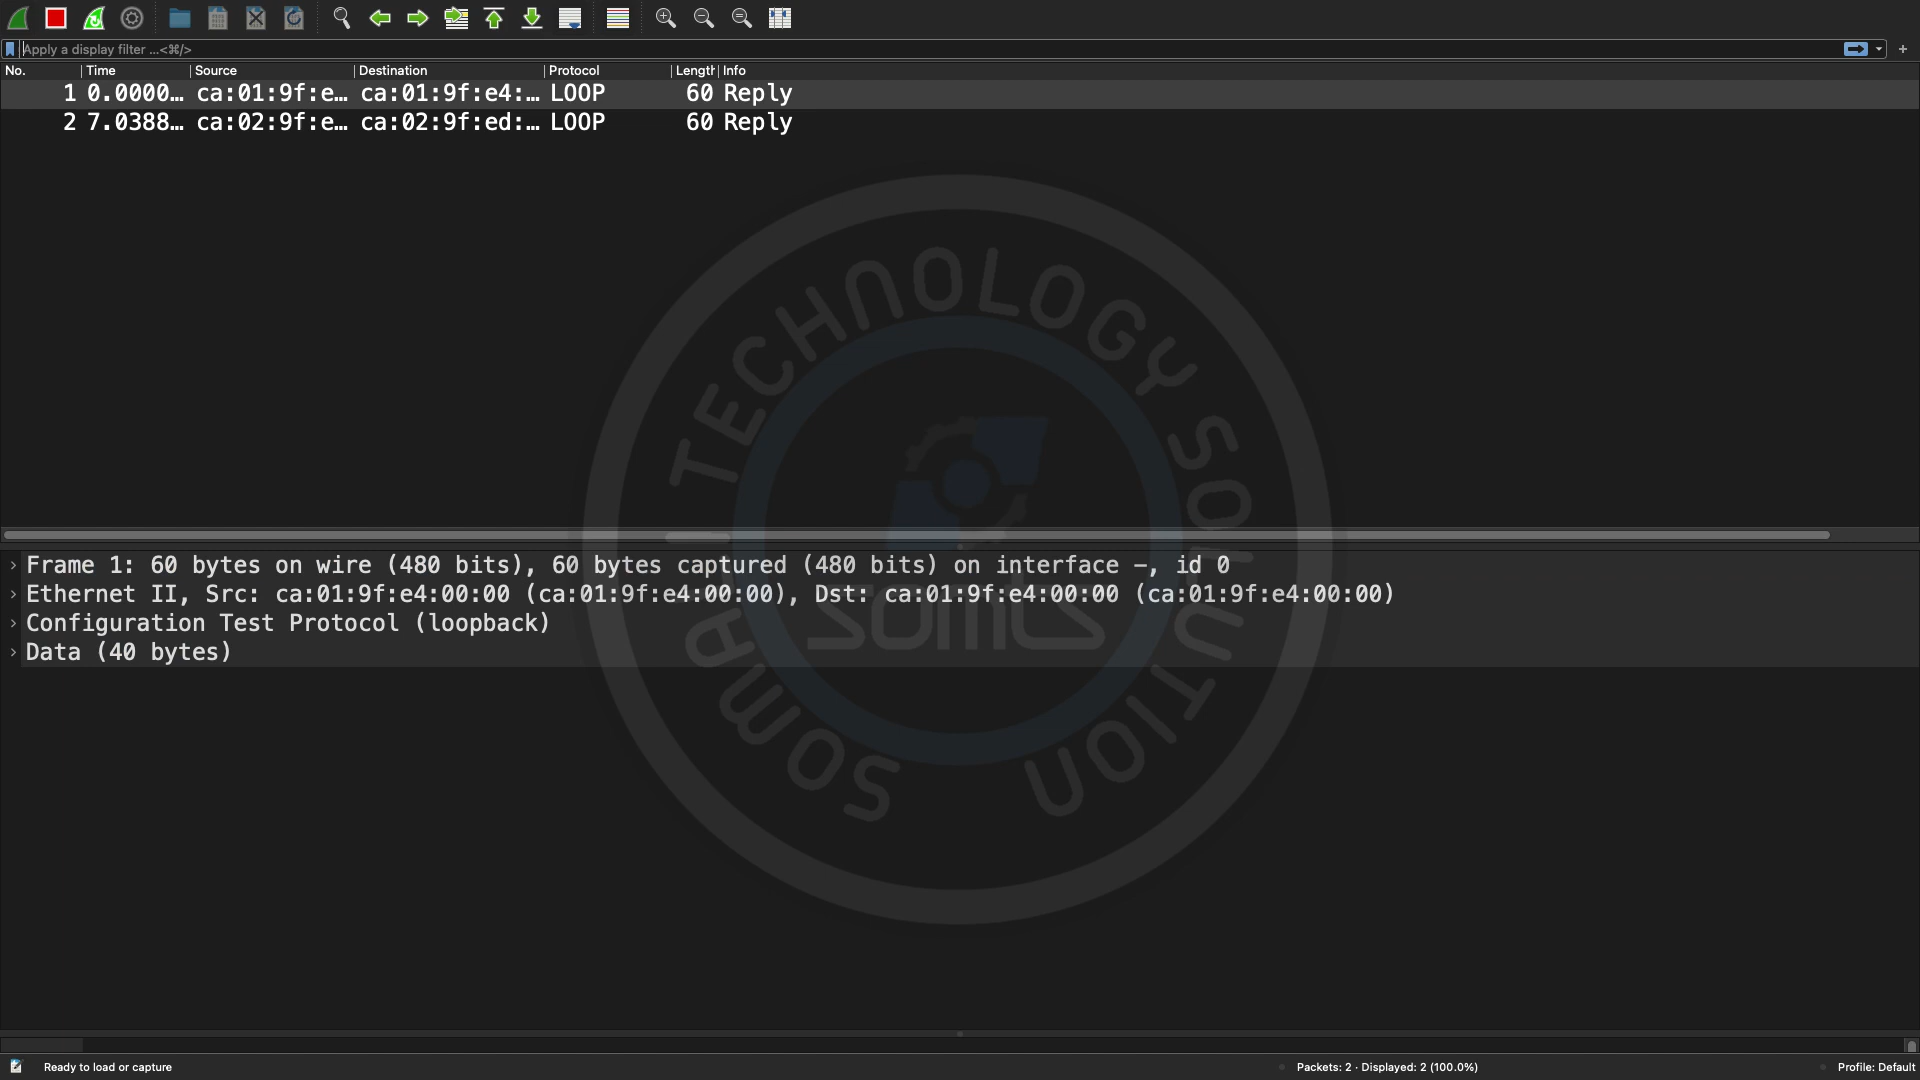 Apply a display filter ...<⌘/>
No. Time Source Destination Protocol Length Info
1 0.0000… ca:01:9f:e… ca:01:9f:e4:… LOOP 60 Reply
2 7.0388… ca:02:9f:e… ca:02:9f:ed:… LOOP 60 Reply
SOMALI TECHNOLOGY SOLUTION
somts
Frame 1: 60 bytes on wire (480 bits), 60 bytes captured (480 bits) on interface -, id 0
Ethernet II, Src: ca:01:9f:e4:00:00 (ca:01:9f:e4:00:00), Dst: ca:01:9f:e4:00:00 (ca:01:9f:e4:00:00)
Configuration Test Protocol (loopback)
Data (40 bytes)
Ready to load or capture
Packets: 2 · Displayed: 2 (100.0%)
Profile: Default